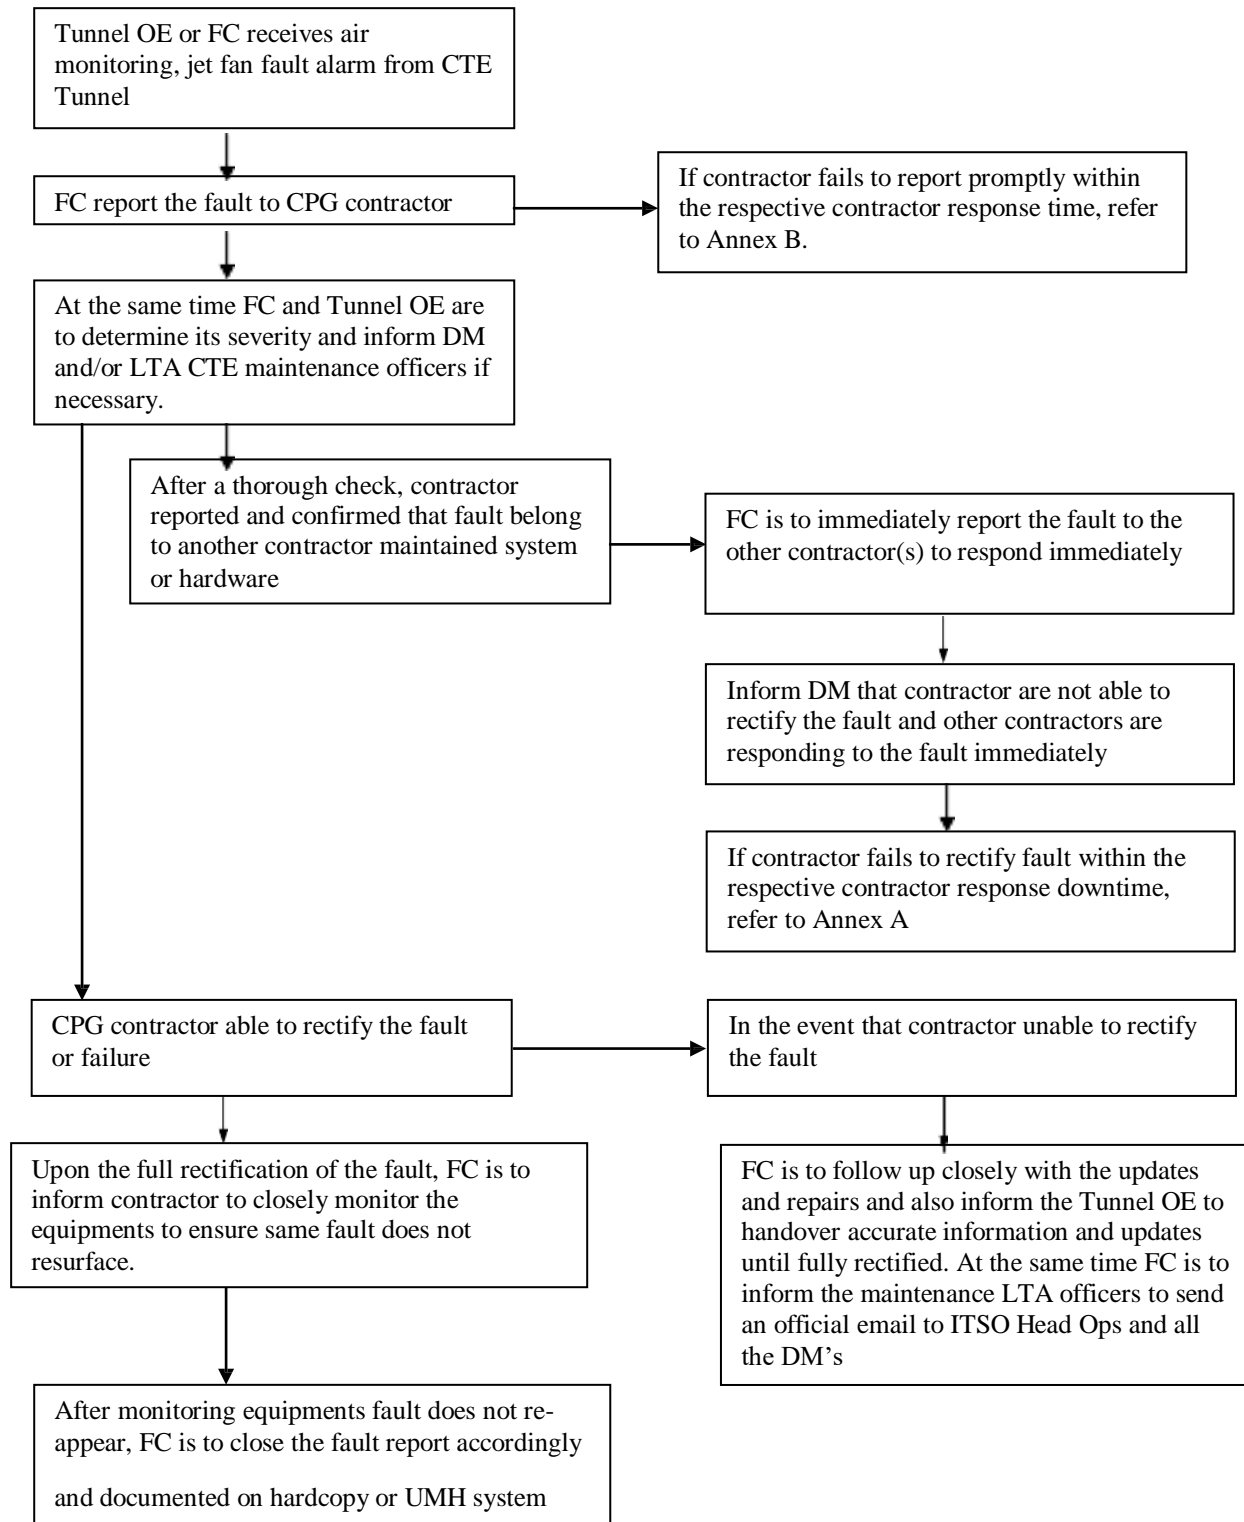 Tunnel OE or FC receives air
monitoring, jet fan fault alarm from CTE
Tunnel
FC report the fault to CPG contractor
If contractor fails to report promptly within
the respective contractor response time, refer
to Annex B.
At the same time FC and Tunnel OE are
to determine its severity and inform DM
and/or LTA CTE maintenance officers if
necessary.
After a thorough check, contractor
reported and confirmed that fault belong
to another contractor maintained system
or hardware
FC is to immediately report the fault to the
other contractor(s) to respond immediately
Inform DM that contractor are not able to
rectify the fault and other contractors are
responding to the fault immediately
If contractor fails to rectify fault within the
respective contractor response downtime,
refer to Annex A
CPG contractor able to rectify the fault
or failure
In the event that contractor unable to rectify
the fault
Upon the full rectification of the fault, FC is to
inform contractor to closely monitor the
equipments to ensure same fault does not
resurface.
FC is to follow up closely with the updates
and repairs and also inform the Tunnel OE to
handover accurate information and updates
until fully rectified. At the same time FC is to
inform the maintenance LTA officers to send
an official email to ITSO Head Ops and all
the DM’s
After monitoring equipments fault does not re-
appear, FC is to close the fault report accordingly
and documented on hardcopy or UMH system